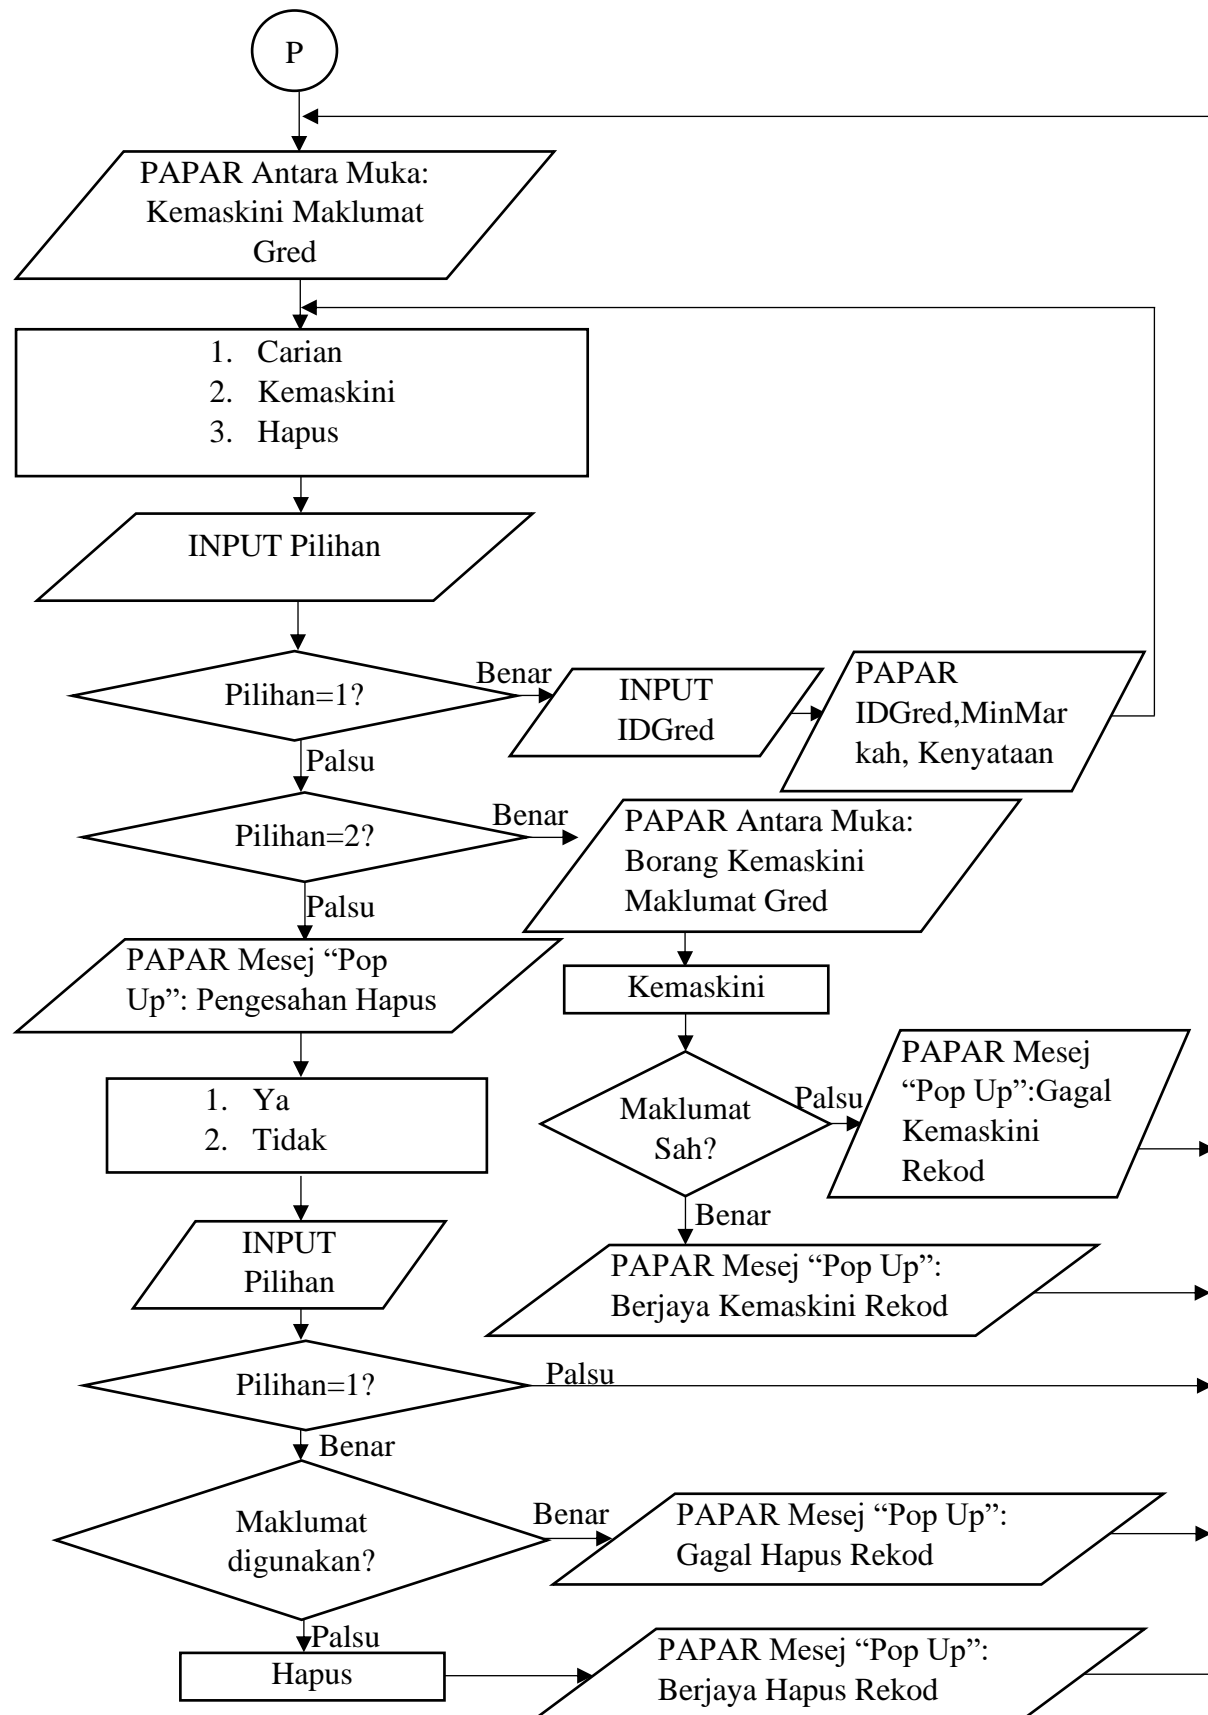 P
PAPAR Antara Muka:
Kemaskini Maklumat
Gred
1. Carian
2. Kemaskini
3. Hapus
INPUT Pilihan
Pilihan=1?
Benar
INPUT
IDGred
PAPAR
IDGred,MinMar
kah, Kenyataan
Palsu
Pilihan=2?
Benar
PAPAR Antara Muka:
Borang Kemaskini
Maklumat Gred
Palsu
PAPAR Mesej “Pop
Up”: Pengesahan Hapus
Kemaskini
1. Ya
2. Tidak
Maklumat
Sah?
Palsu
PAPAR Mesej
“Pop Up”:Gagal
Kemaskini
Rekod
Benar
INPUT
Pilihan
PAPAR Mesej “Pop Up”:
Berjaya Kemaskini Rekod
Pilihan=1?
Palsu
Benar
Maklumat
digunakan?
Benar
PAPAR Mesej “Pop Up”:
Gagal Hapus Rekod
Palsu
Hapus
PAPAR Mesej “Pop Up”:
Berjaya Hapus Rekod